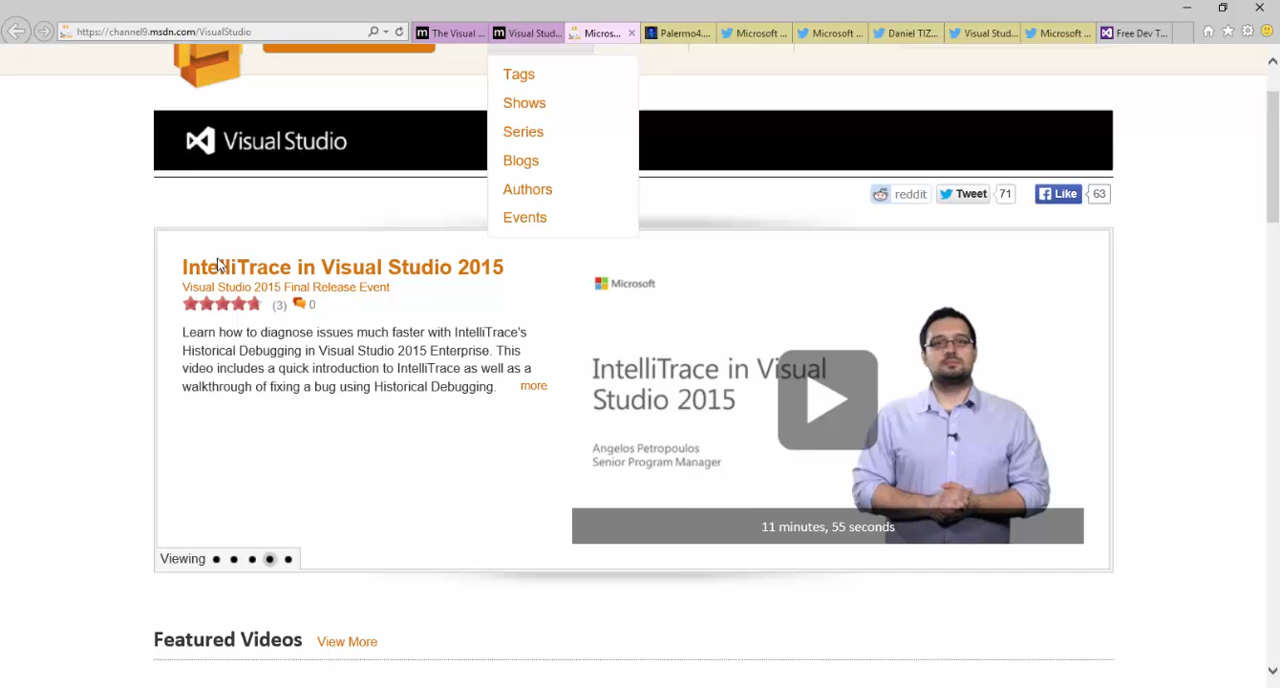 https://channel9.msdn.com/VisualStudio
The Visual ...
Visual Stud...
Micros...
Palermo4....
Microsoft ...
Microsoft ...
Daniel TIZ...
Visual Stud...
Microsoft ...
Free Dev T...
Tags
Shows
Series
Blogs
Authors
Events
Visual Studio
reddit
Tweet
71
Like
63
IntelliTrace in Visual Studio 2015
Visual Studio 2015 Final Release Event
(3)
0
Learn how to diagnose issues much faster with IntelliTrace's
Historical Debugging in Visual Studio 2015 Enterprise. This
video includes a quick introduction to IntelliTrace as well as a
walkthrough of fixing a bug using Historical Debugging. more
Microsoft
IntelliTrace in Visual
Studio 2015
Angelos Petropoulos
Senior Program Manager
11 minutes, 55 seconds
Viewing
Featured Videos View More